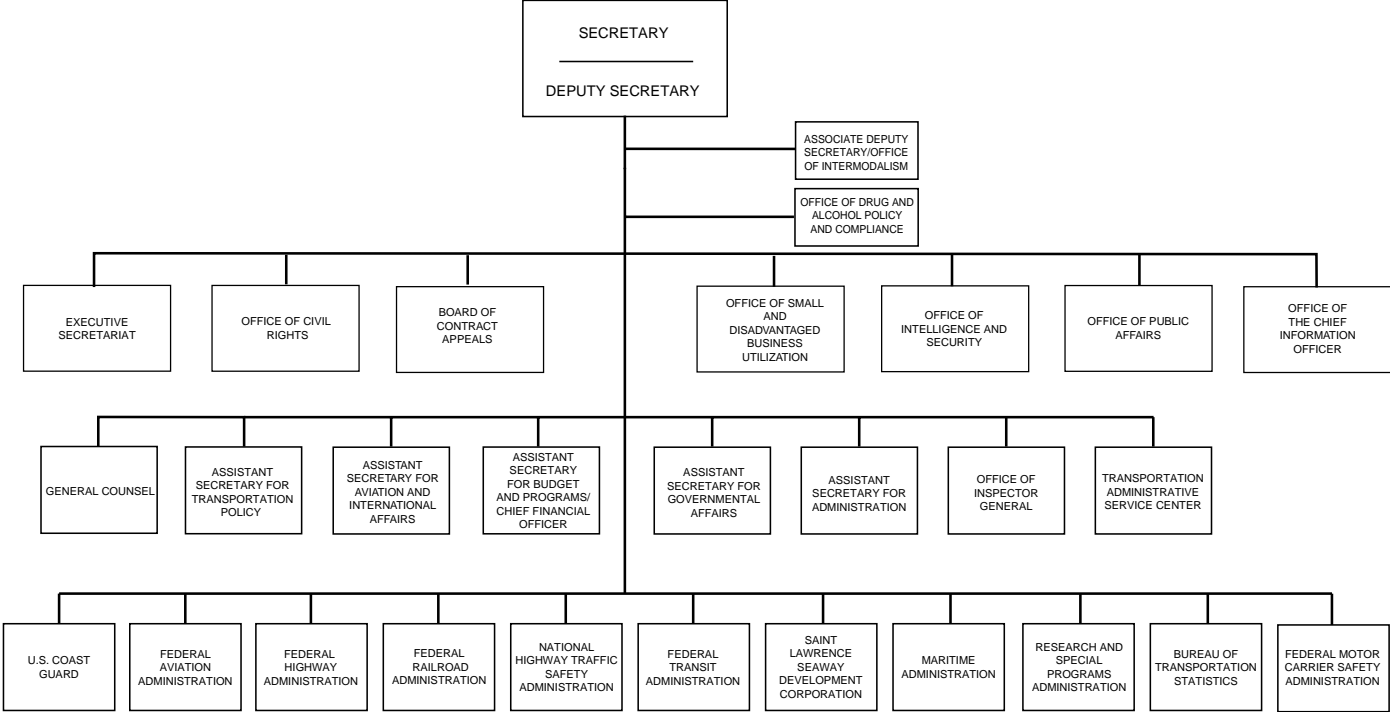 SECRETARY
DEPUTY SECRETARY
ASSOCIATE DEPUTY
SECRETARY/OFFICE
OF INTERMODALISM
OFFICE OF DRUG AND
ALCOHOL POLICY
AND COMPLIANCE
EXECUTIVE
SECRETARIAT
OFFICE OF CIVIL
RIGHTS
BOARD OF
CONTRACT
APPEALS
OFFICE OF SMALL
AND
DISADVANTAGED
BUSINESS
UTILIZATION
OFFICE OF
INTELLIGENCE AND
SECURITY
OFFICE OF PUBLIC
AFFAIRS
OFFICE OF
THE CHIEF
INFORMATION
OFFICER
GENERAL COUNSEL
ASSISTANT
SECRETARY FOR
TRANSPORTATION
POLICY
ASSISTANT
SECRETARY FOR
AVIATION AND
INTERNATIONAL
AFFAIRS
ASSISTANT
SECRETARY
FOR BUDGET
AND PROGRAMS/
CHIEF FINANCIAL
OFFICER
ASSISTANT
SECRETARY FOR
GOVERNMENTAL
AFFAIRS
ASSISTANT
SECRETARY FOR
ADMINISTRATION
OFFICE OF
INSPECTOR
GENERAL
TRANSPORTATION
ADMINISTRATIVE
SERVICE CENTER
U.S. COAST
GUARD
FEDERAL
AVIATION
ADMINISTRATION
FEDERAL
HIGHWAY
ADMINISTRATION
FEDERAL
RAILROAD
ADMINISTRATION
NATIONAL
HIGHWAY TRAFFIC
SAFETY
ADMINISTRATION
FEDERAL
TRANSIT
ADMINISTRATION
SAINT
LAWRENCE
SEAWAY
DEVELOPMENT
CORPORATION
MARITIME
ADMINISTRATION
RESEARCH AND
SPECIAL
PROGRAMS
ADMINISTRATION
BUREAU OF
TRANSPORTATION
STATISTICS
FEDERAL MOTOR
CARRIER SAFETY
ADMINISTRATION